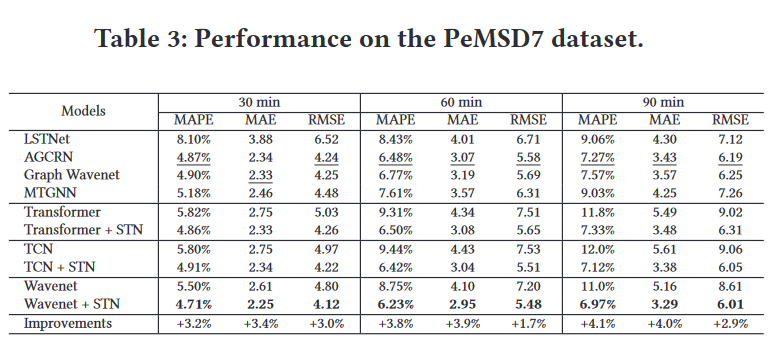 Table 3: Performance on the PeMSD7 dataset.
Models 30 min 60 min 90 min
MAPE MAE RMSE MAPE MAE RMSE MAPE MAE RMSE
LSTNet 8.10% 3.88 6.52 8.43% 4.01 6.71 9.06% 4.30 7.12
AGCRN 4.87% 2.34 4.24 6.48% 3.07 5.58 7.27% 3.43 6.19
Graph Wavenet 4.90% 2.33 4.25 6.77% 3.19 5.69 7.57% 3.57 6.25
MTGNN 5.18% 2.46 4.48 7.61% 3.57 6.31 9.03% 4.25 7.26
Transformer 5.82% 2.75 5.03 9.31% 4.34 7.51 11.8% 5.49 9.02
Transformer + STN 4.86% 2.33 4.26 6.50% 3.08 5.65 7.33% 3.48 6.31
TCN 5.80% 2.75 4.97 9.44% 4.43 7.53 12.0% 5.61 9.06
TCN + STN 4.91% 2.34 4.22 6.42% 3.04 5.51 7.12% 3.38 6.05
Wavenet 5.50% 2.61 4.80 8.75% 4.10 7.20 11.0% 5.16 8.61
Wavenet + STN 4.71% 2.25 4.12 6.23% 2.95 5.48 6.97% 3.29 6.01
Improvements +3.2% +3.4% +3.0% +3.8% +3.9% +1.7% +4.1% +4.0% +2.9%